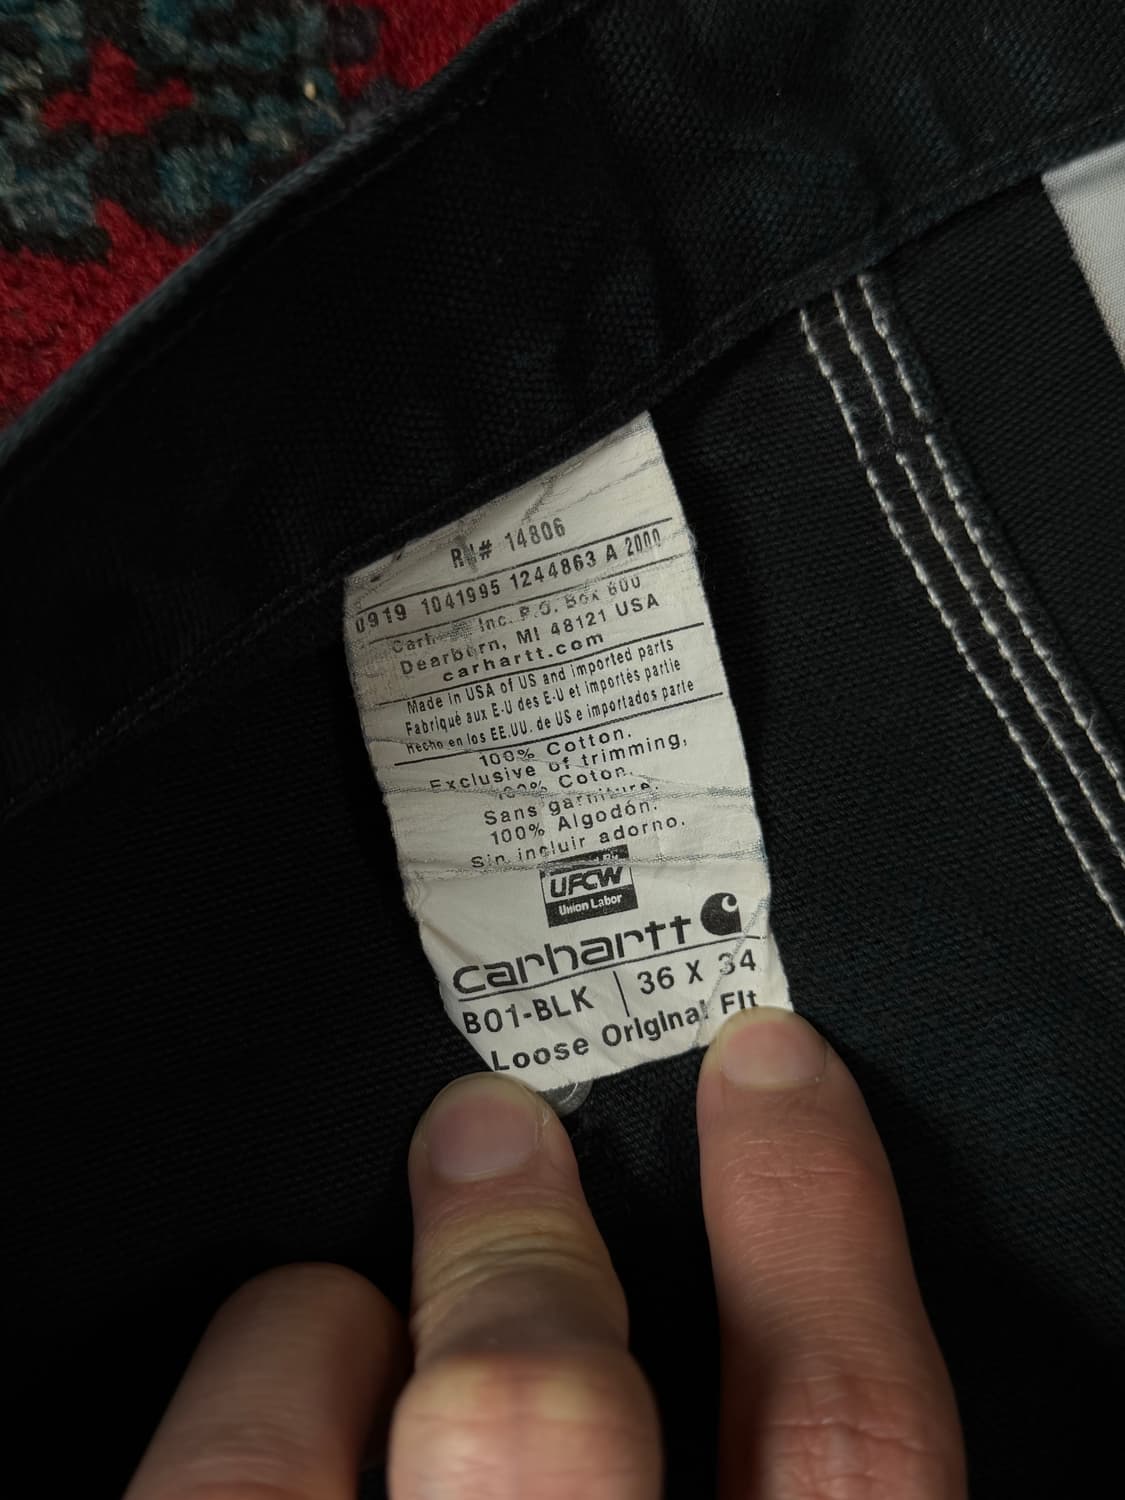 RN# 14806
0919 1041995 1244863 A 2000
Carhartt Inc. P.O. Box 600
Dearborn, MI 48121 USA
carhartt.com
Made in USA of US and imported parts
Fabriqué aux E-U des E-U et importés partie
Hecho en los EE.UU. de US e importados parte
100% Cotton.
Exclusive of trimming,
100% Coton.
Sans garniture.
100% Algodón.
Sin incluir adorno.
UFCW
Union Labor
carhartt
B01-BLK 36 X 34
Loose Original Fit